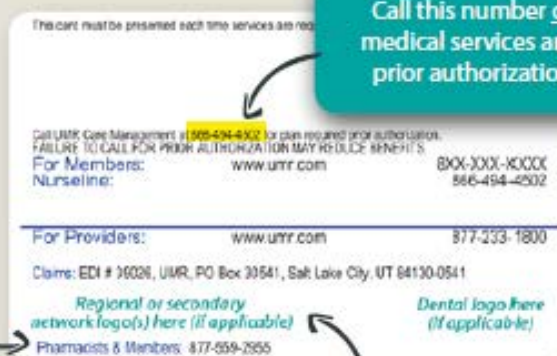 This card must be presented each time services are req
Call this number
medical services a
prior authorizatio
Call UMR Care Management at 866-494-4502 for plan required prior authorization.
FAILURE TO CALL FOR PRIOR AUTHORIZATION MAY REDUCE BENEFITS
For Members: www.umr.com 8XX-XXX-XXXX
Nurseline: 866-494-4502
For Providers: www.umr.com 877-233-1800
Claims: EDI # 39026, UMR, PO Box 30541, Salt Lake City, UT 84130-0541
Regional or secondary
network logo(s) here (if applicable)
Dental logo here
(if applicable)
Pharmacists & Members: 877-559-2955